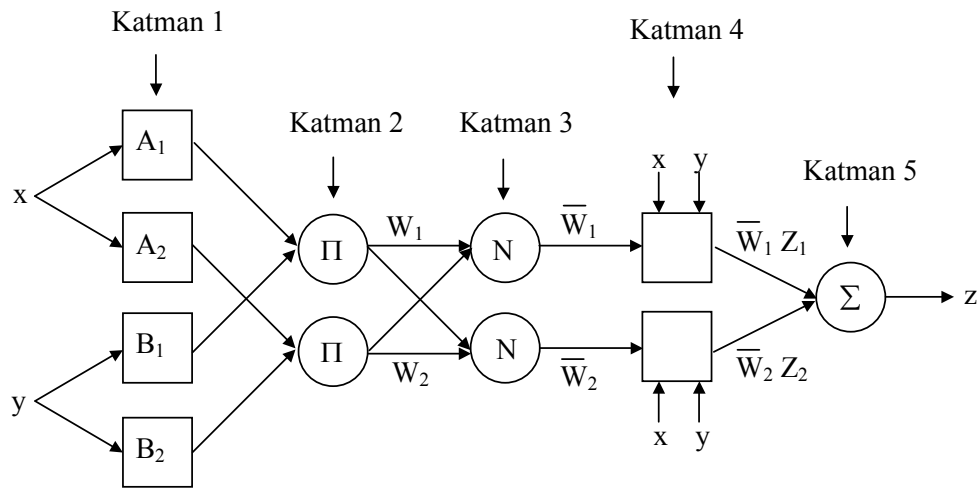 Katman 1
Katman 2
Katman 3
Katman 4
Katman 5
x
y
A₁
A₂
B₁
B₂
Π
Π
W₁
W₂
N
N
W̅₁
W̅₂
x y
x y
W̅₁ Z₁
W̅₂ Z₂
Σ
z